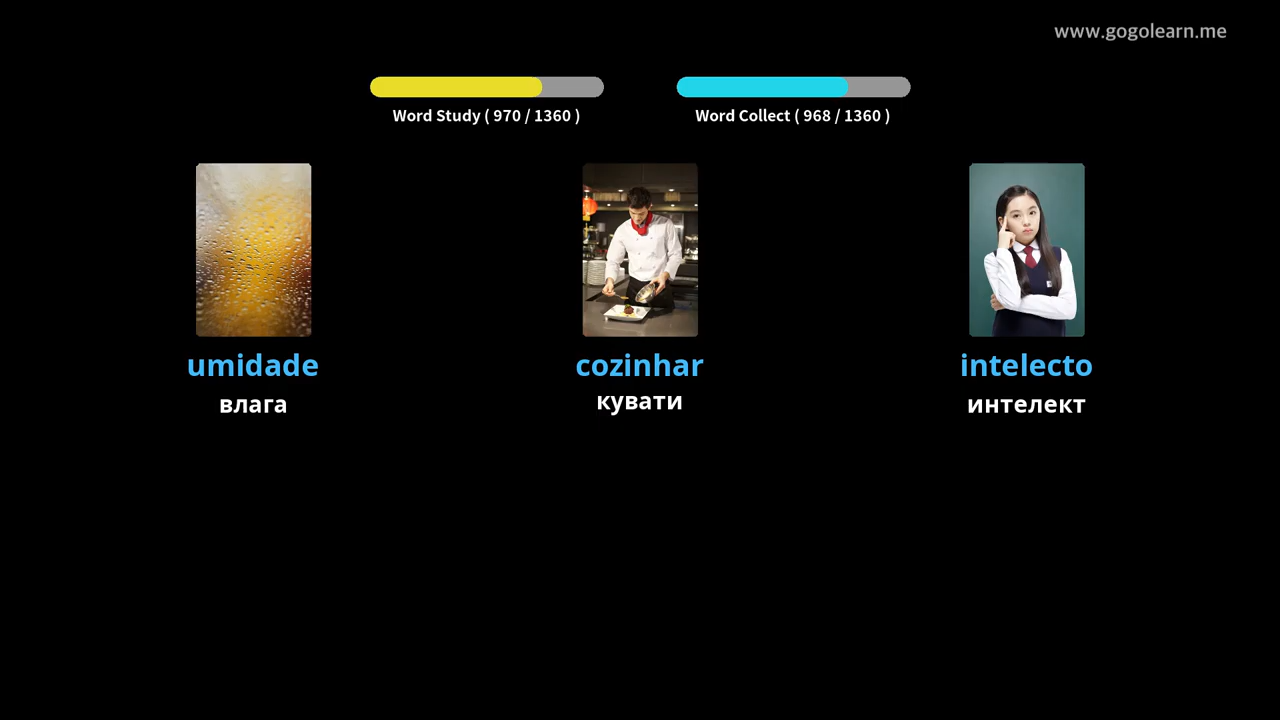 www.gogolearn.me
Word Study ( 970 / 1360 )
Word Collect ( 968 / 1360 )
umidade
cozinhar
intelecto
влага
кувати
интелект